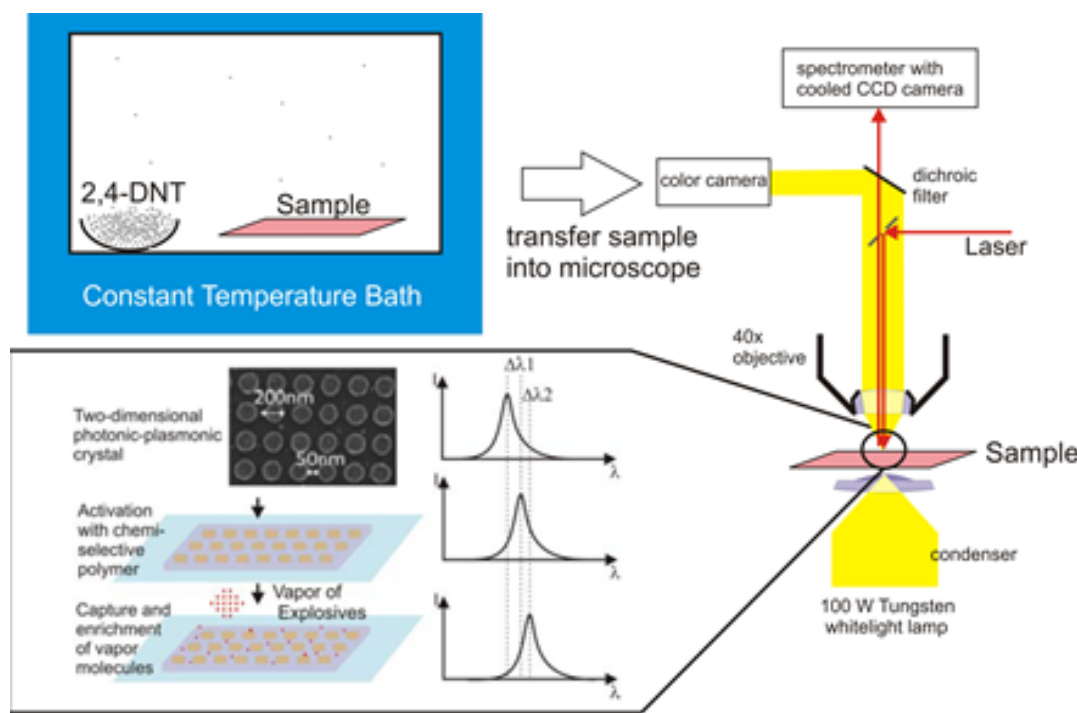 2,4-DNT
Sample
Constant Temperature Bath
transfer sample
into microscope
spectrometer with
cooled CCD camera
color camera
dichroic
filter
Laser
40x
objective
Sample
condenser
100 W Tungsten
whitelight lamp
Two-dimensional
photonic-plasmonic
crystal
200nm
50nm
Activation
with chemi-
selective
polymer
Vapor of
Explosives
Capture and
enrichment
of vapor
molecules
I
Δλ1
Δλ2
λ
I
λ
I
λ